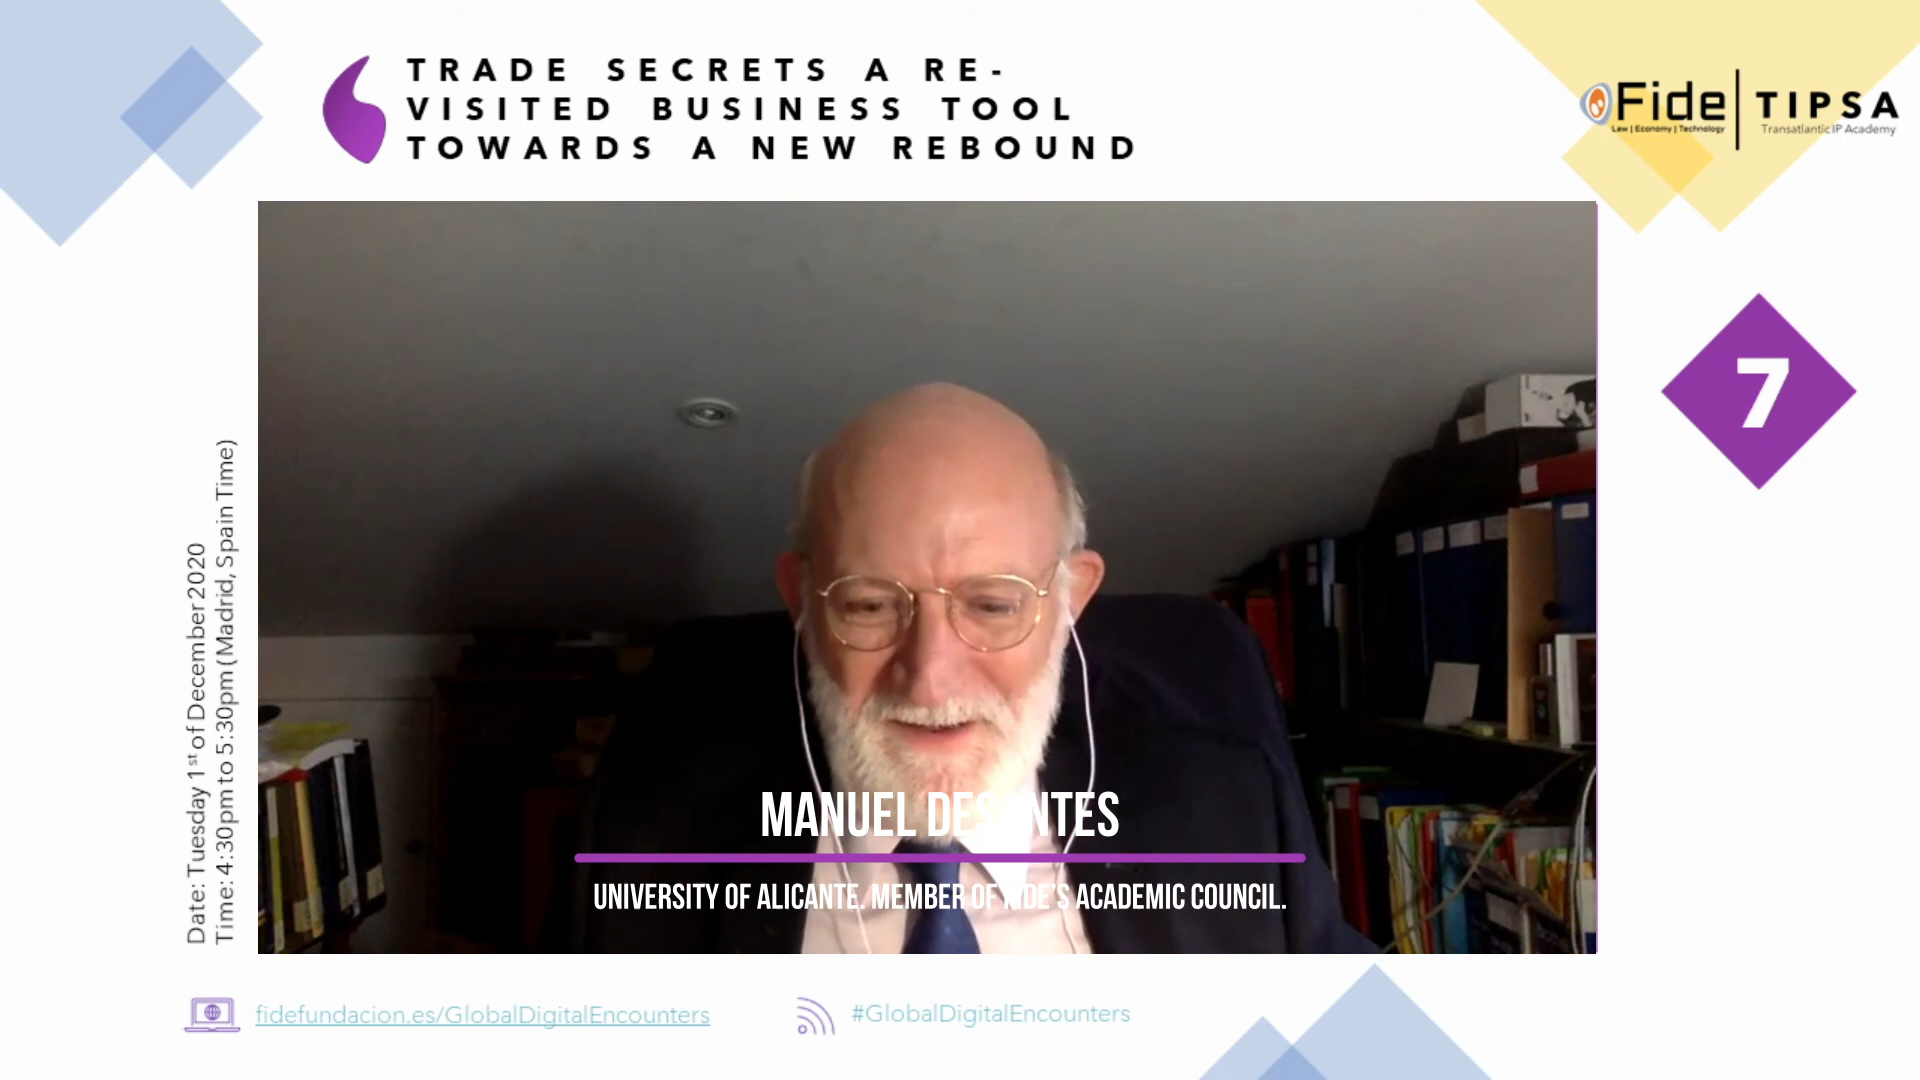 TRADE SECRETS A RE-
VISITED BUSINESS TOOL
TOWARDS A NEW REBOUND
Fide
Law | Economy | Technology
TIPSA
Transatlantic IP Academy
7
Date: Tuesday 1st of December 2020
Time: 4:30pm to 5:30pm (Madrid, Spain Time)
MANUEL DESANTES
UNIVERSITY OF ALICANTE. MEMBER OF FIDE'S ACADEMIC COUNCIL.
fidefundacion.es/GlobalDigitalEncounters
#GlobalDigitalEncounters